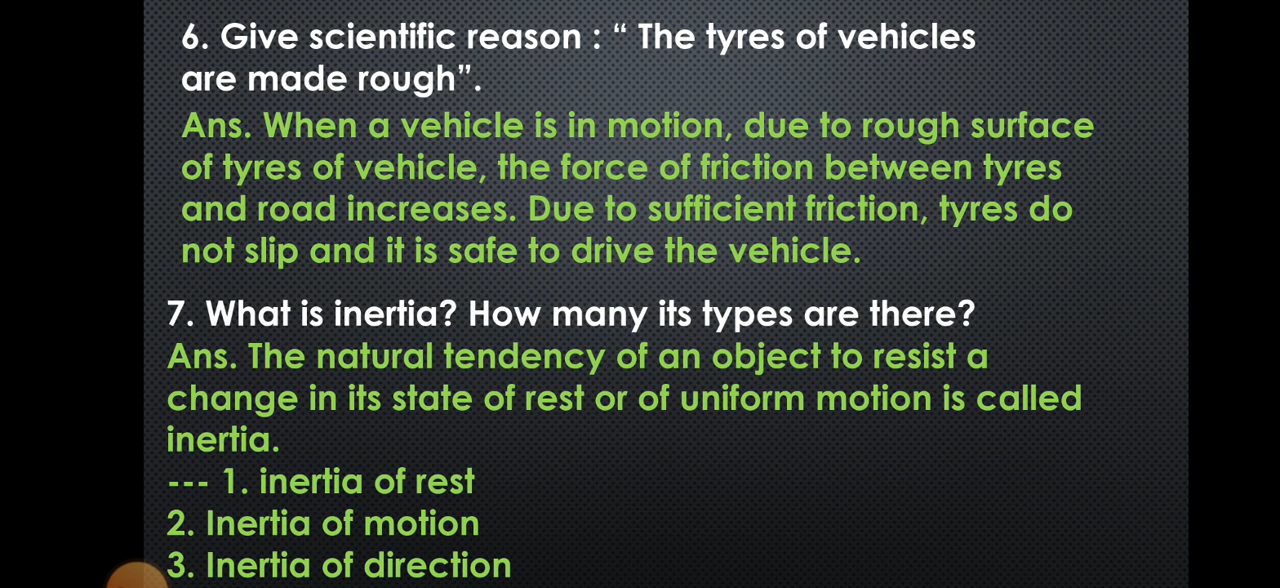 6. Give scientific reason : “ The tyres of vehicles
are made rough”.
Ans. When a vehicle is in motion, due to rough surface
of tyres of vehicle, the force of friction between tyres
and road increases. Due to sufficient friction, tyres do
not slip and it is safe to drive the vehicle.
7. What is inertia? How many its types are there?
Ans. The natural tendency of an object to resist a
change in its state of rest or of uniform motion is called
inertia.
--- 1. inertia of rest
2. Inertia of motion
3. Inertia of direction